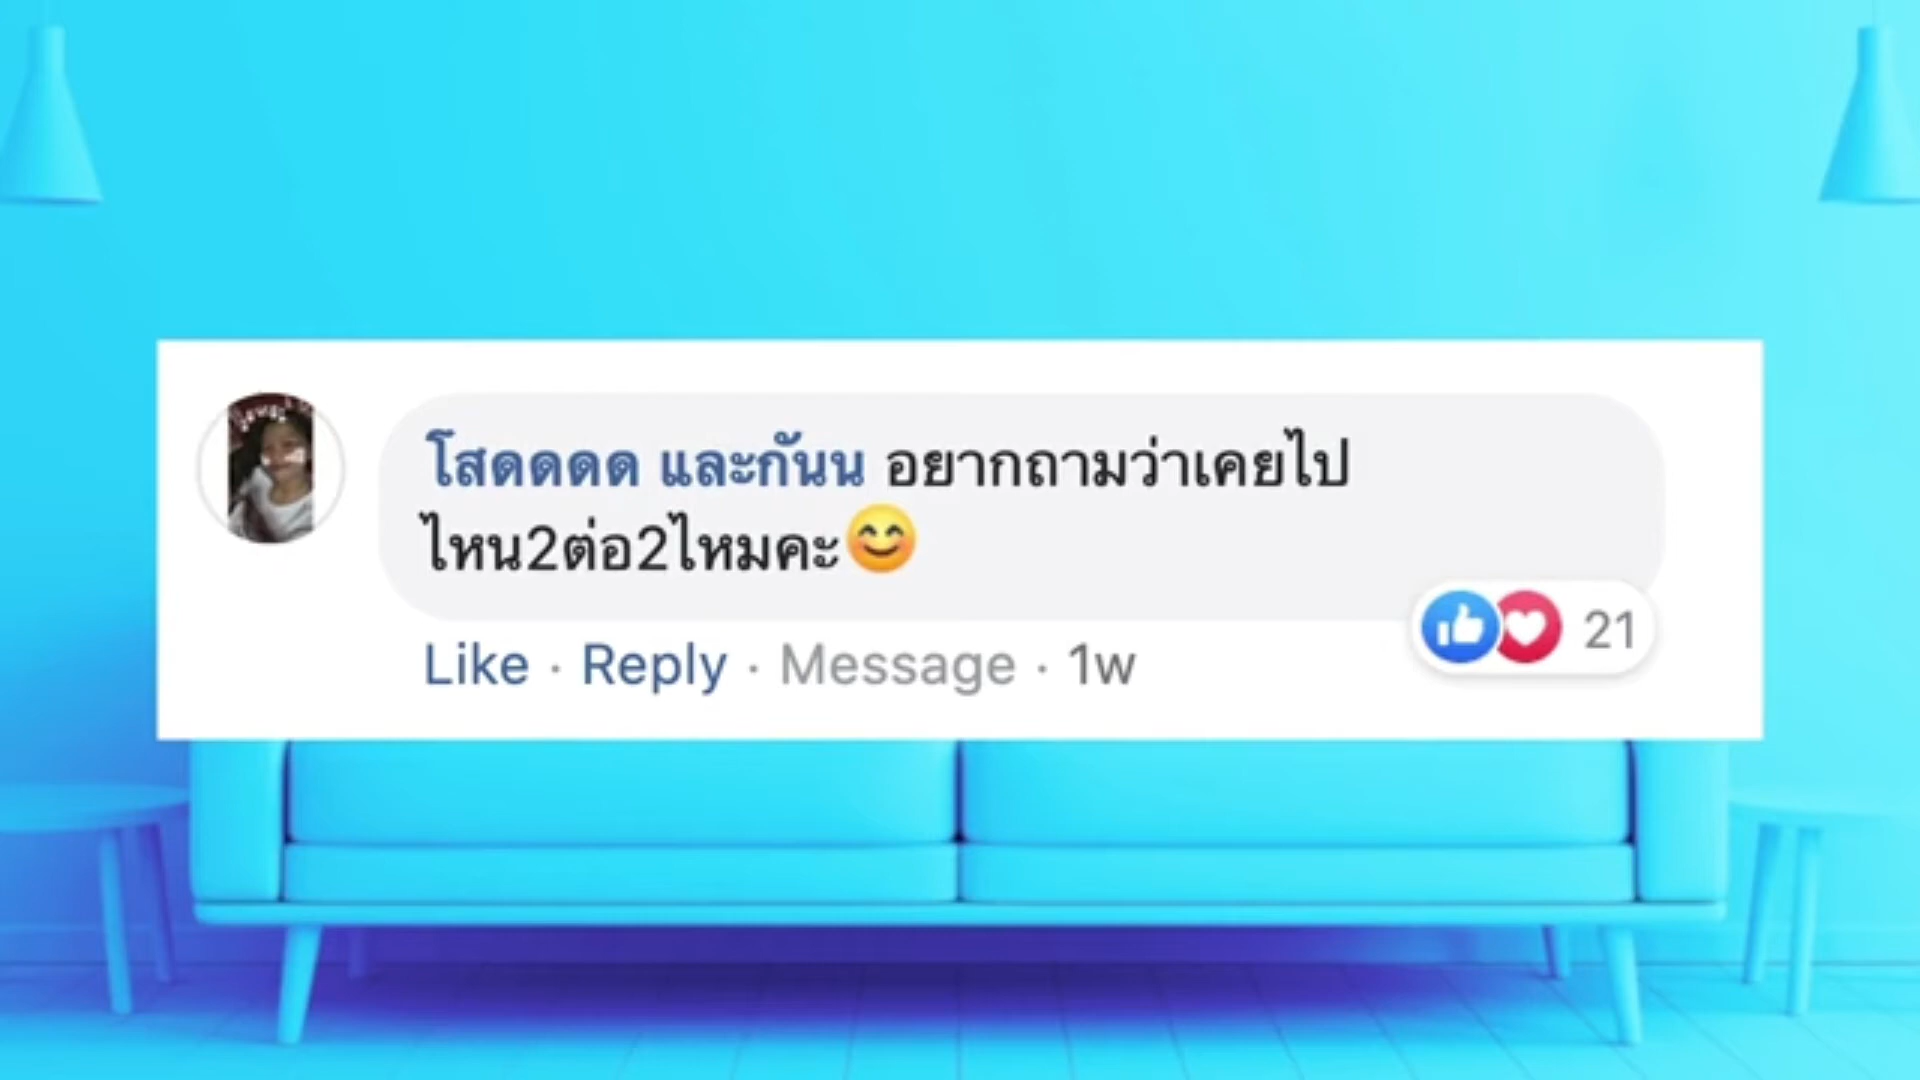 โสดดดด และกันน อยากถามว่าเคยไป
ไหน2ต่อ2ไหมคะ😊
21
Like · Reply · Message · 1w